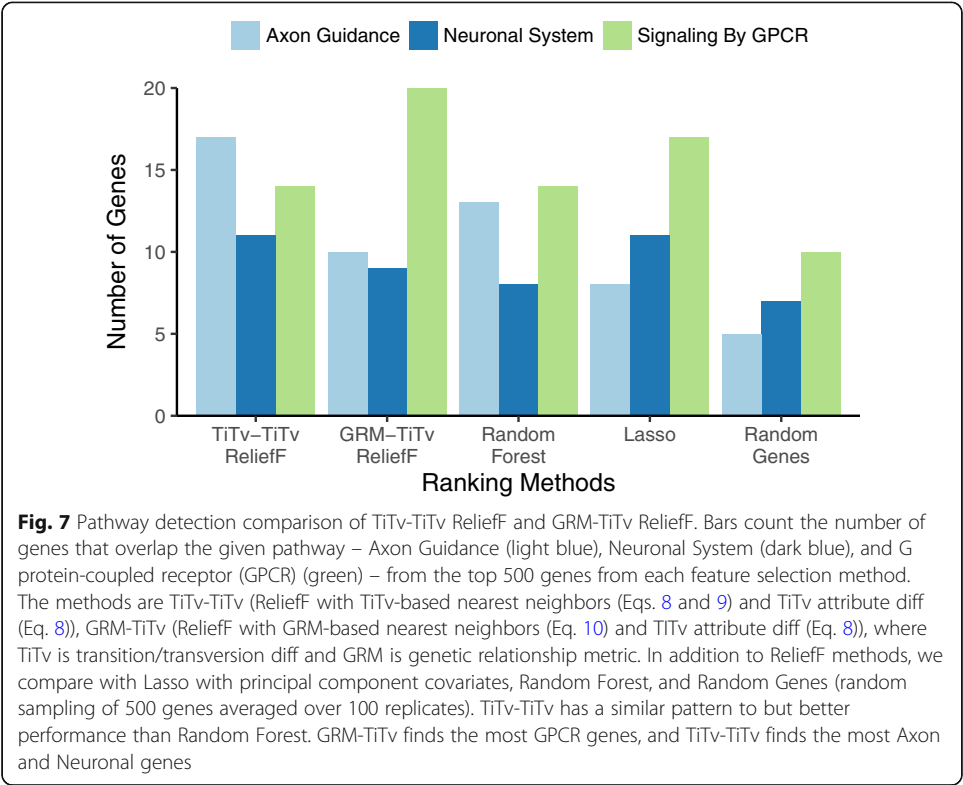 Axon Guidance Neuronal System Signaling By GPCR
20
15
10
5
0
Number of Genes
TiTv−TiTv ReliefF
GRM−TiTv ReliefF
Random Forest
Lasso
Random Genes
Ranking Methods
Fig. 7 Pathway detection comparison of TiTv-TiTv ReliefF and GRM-TiTv ReliefF. Bars count the number of
genes that overlap the given pathway – Axon Guidance (light blue), Neuronal System (dark blue), and G
protein-coupled receptor (GPCR) (green) – from the top 500 genes from each feature selection method.
The methods are TiTv-TiTv (ReliefF with TiTv-based nearest neighbors (Eqs. 8 and 9) and TiTv attribute diff
(Eq. 8)), GRM-TiTv (ReliefF with GRM-based nearest neighbors (Eq. 10) and TITv attribute diff (Eq. 8)), where
TiTv is transition/transversion diff and GRM is genetic relationship metric. In addition to ReliefF methods, we
compare with Lasso with principal component covariates, Random Forest, and Random Genes (random
sampling of 500 genes averaged over 100 replicates). TiTv-TiTv has a similar pattern to but better
performance than Random Forest. GRM-TiTv finds the most GPCR genes, and TiTv-TiTv finds the most Axon
and Neuronal genes